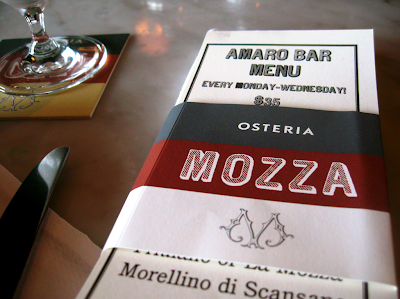 AMARO BAR
MENU
EVERY MONDAY-WEDNESDAY!
$35
OSTERIA
MOZZA
Morellino di Scansano